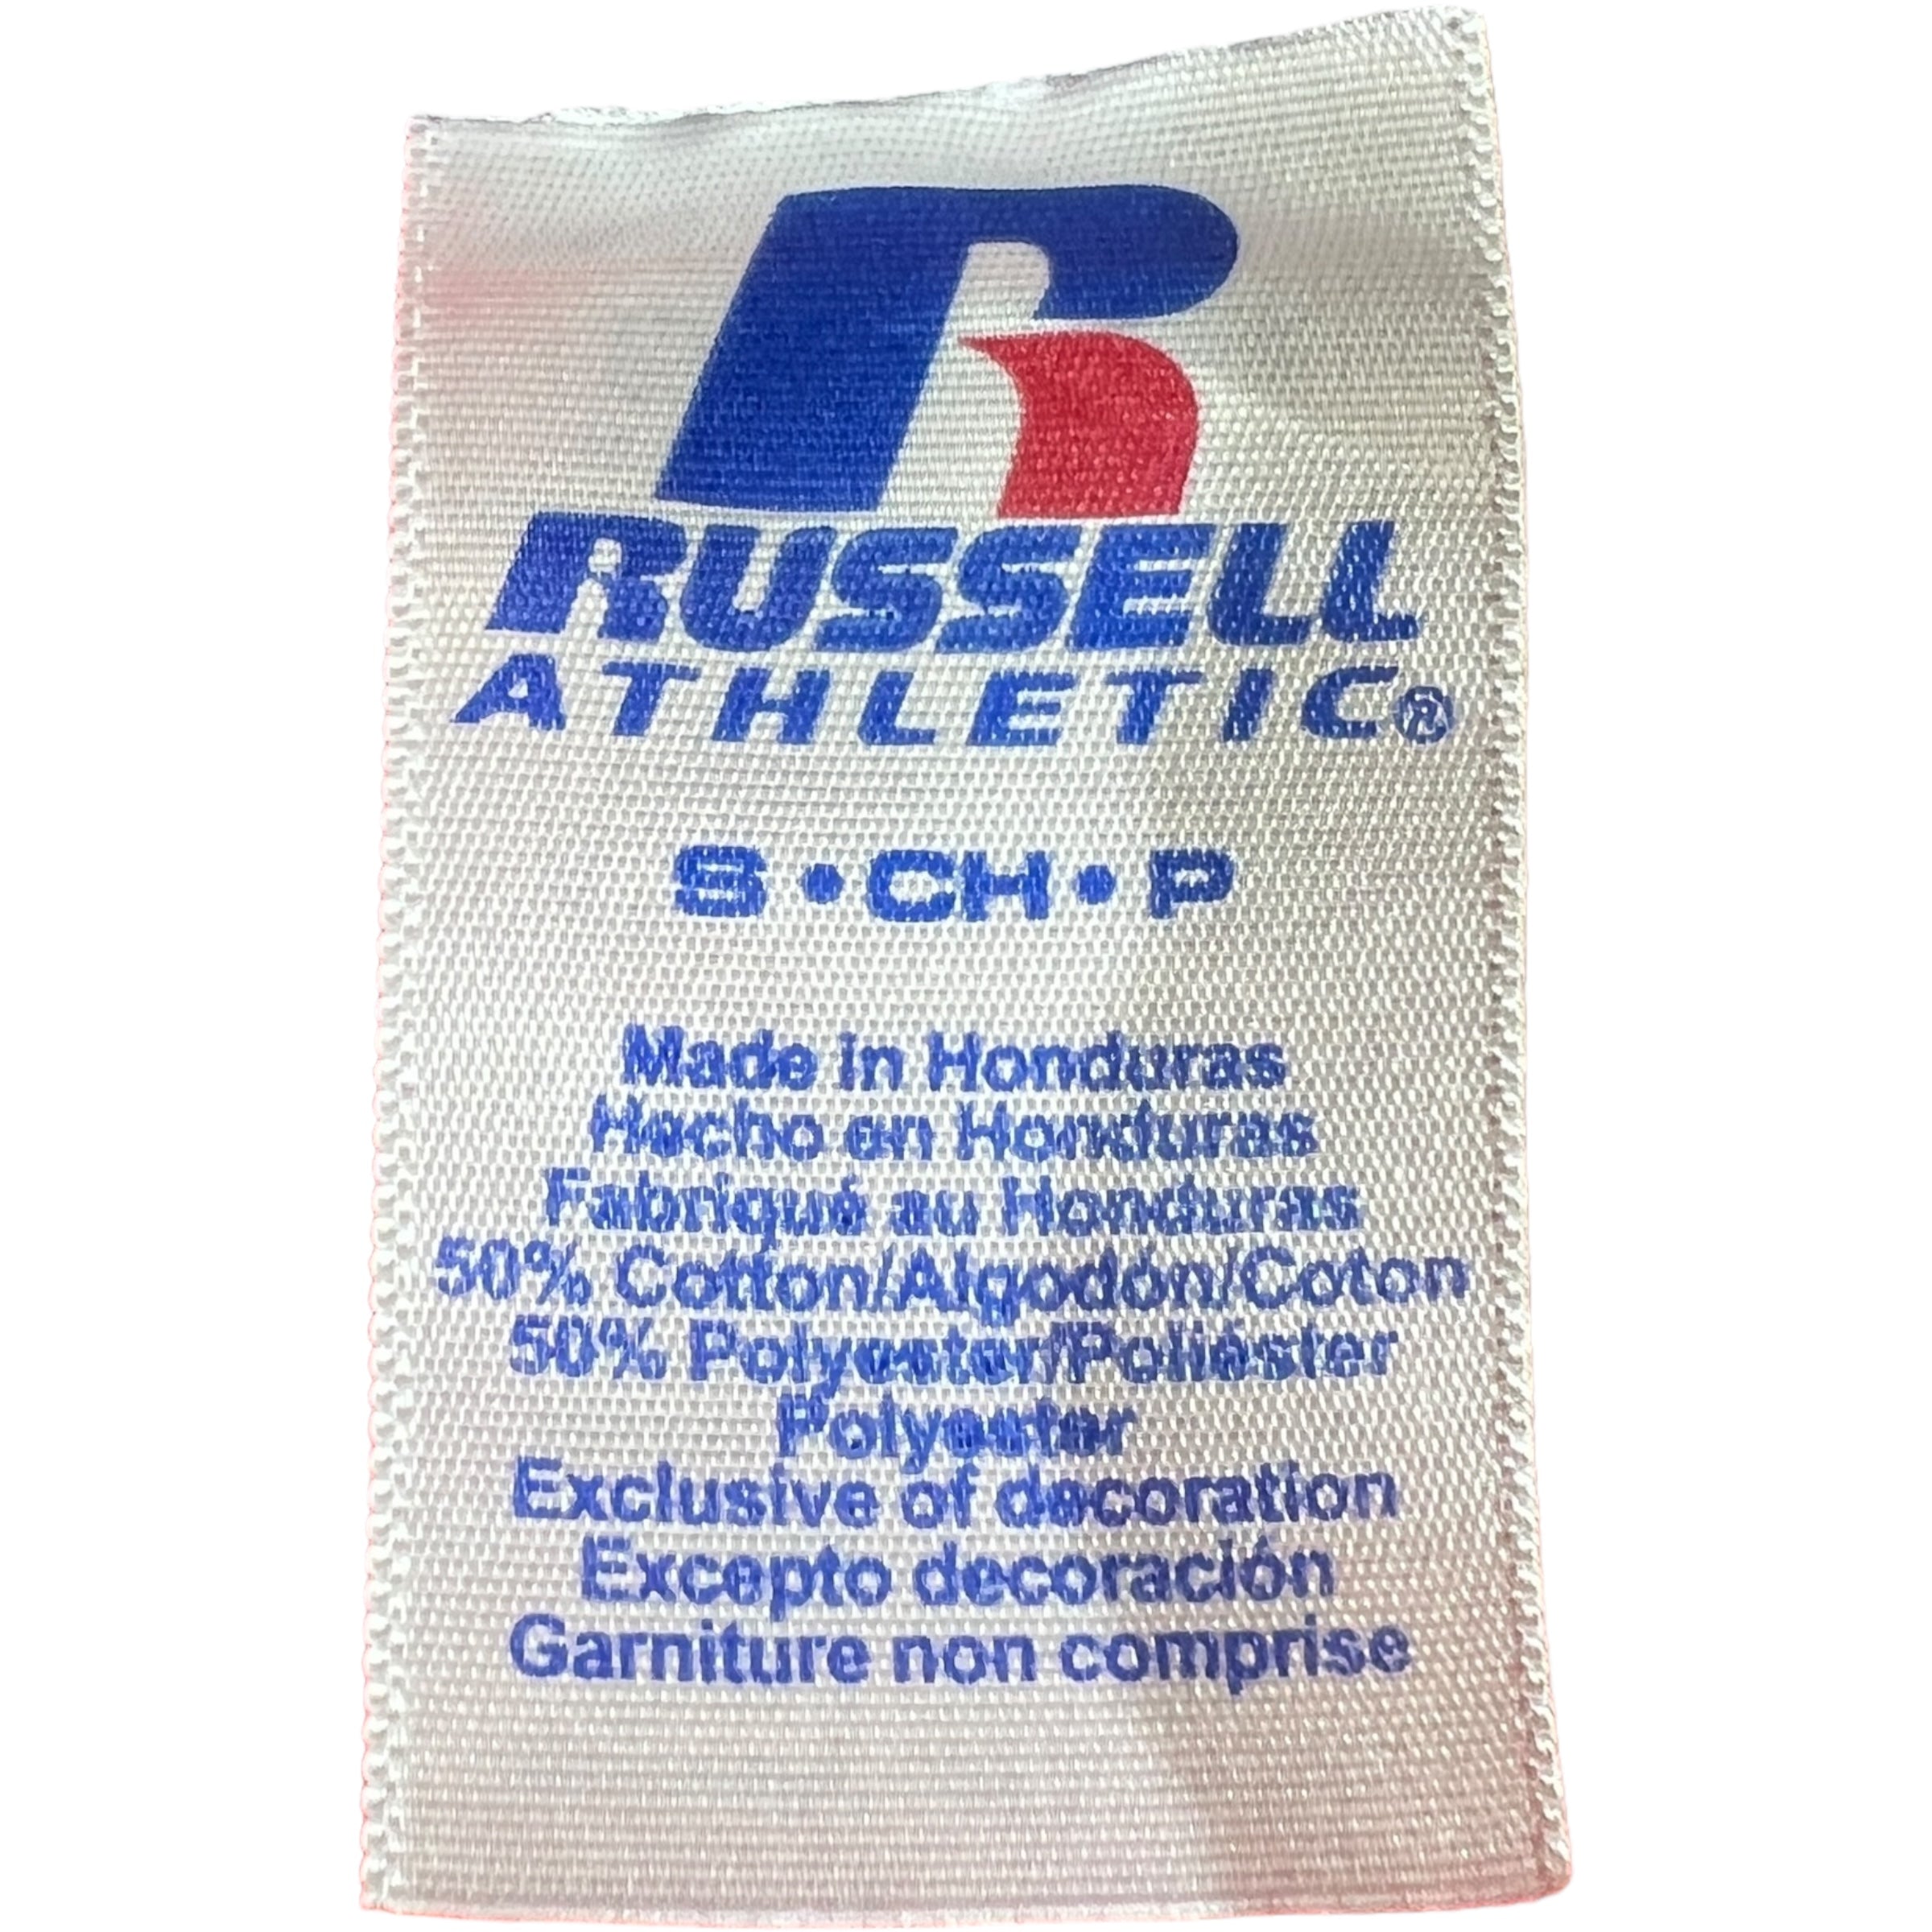 RUSSELL
ATHLETIC®
S•CH•P
Made in Honduras
Hecho en Honduras
Fabriqué au Honduras
50% Cotton/Algodón/Coton
50% Polyester/Poliéster
Polyester
Exclusive of decoration
Excepto decoración
Garniture non comprise